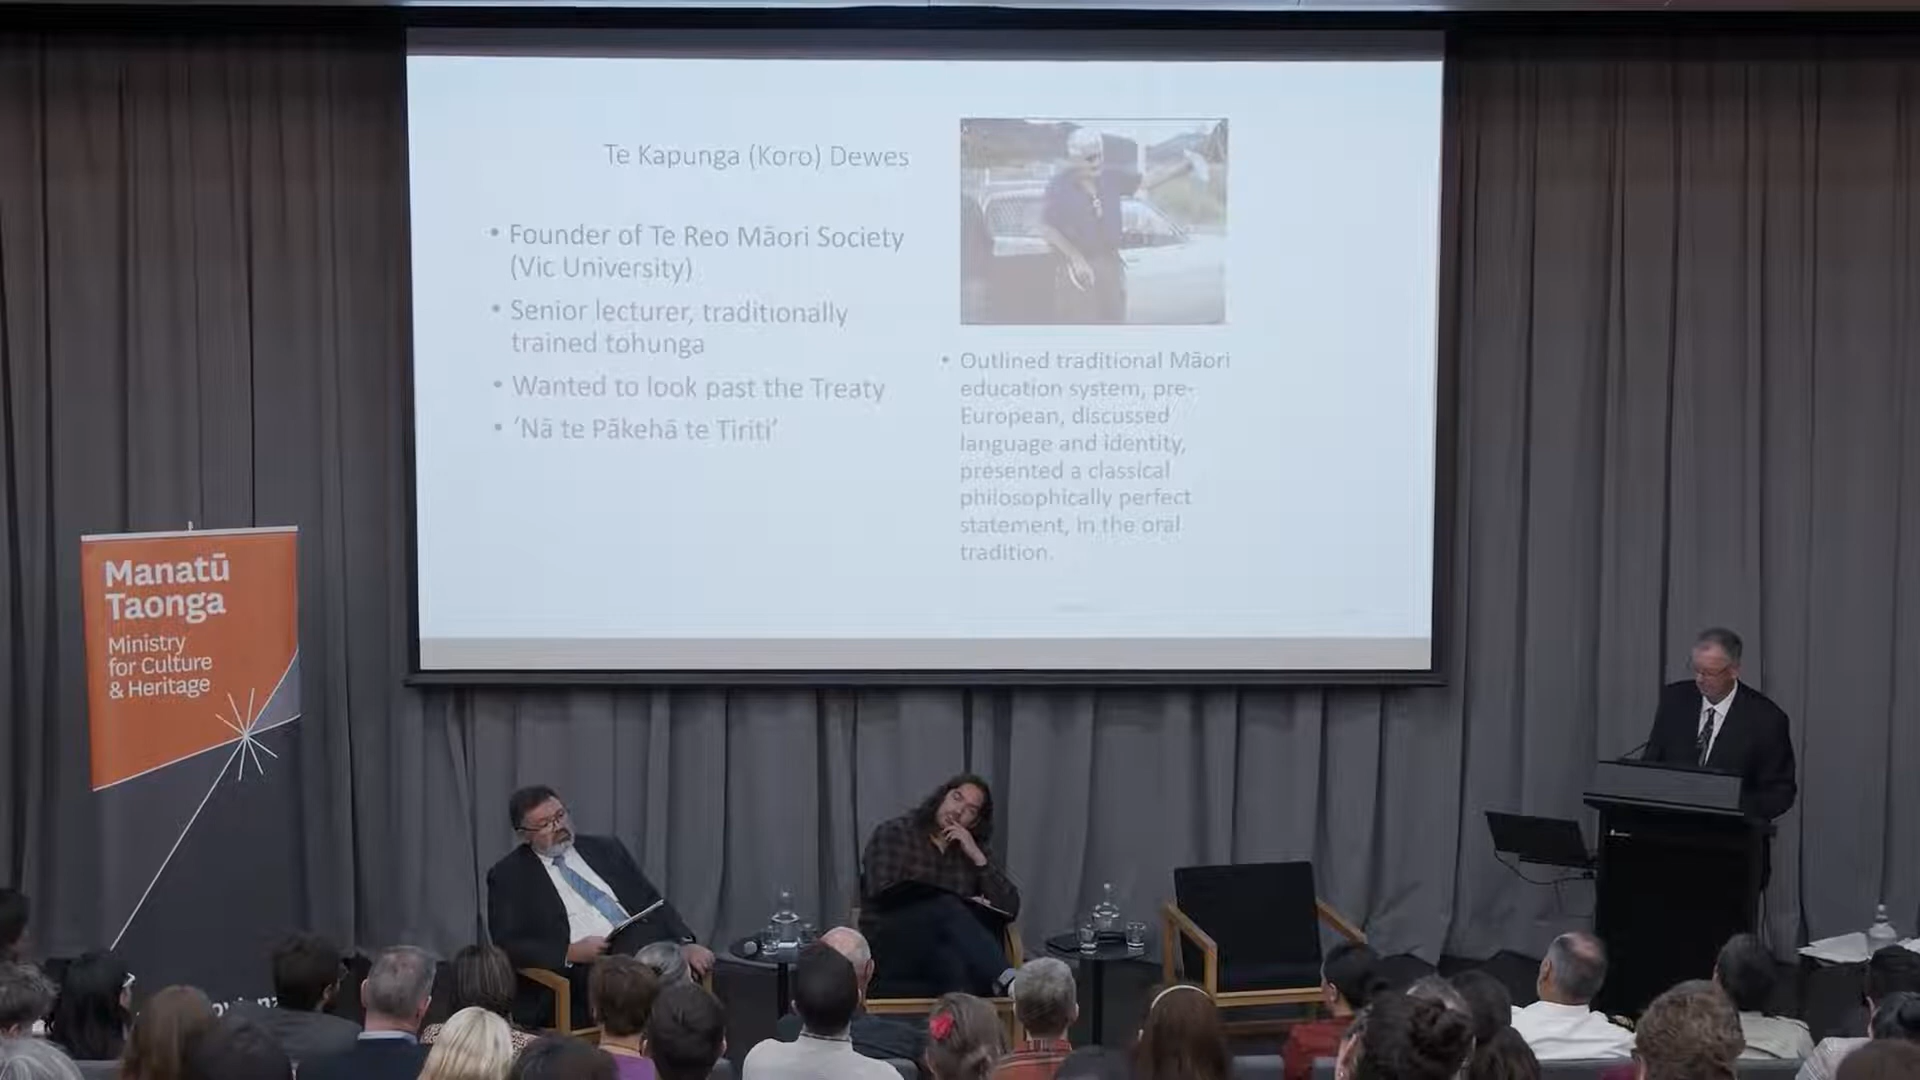 Te Kapunga (Koro) Dewes
• Founder of Te Reo Māori Society
(Vic University)
• Senior lecturer, traditionally
trained tohunga
• Wanted to look past the Treaty
• ‘Nā te Pākehā te Tiriti’
• Outlined traditional Māori
education system, pre-
European, discussed
language and identity,
presented a classical
philosophically perfect
statement, in the oral
tradition.
Manatū
Taonga
Ministry
for Culture
& Heritage